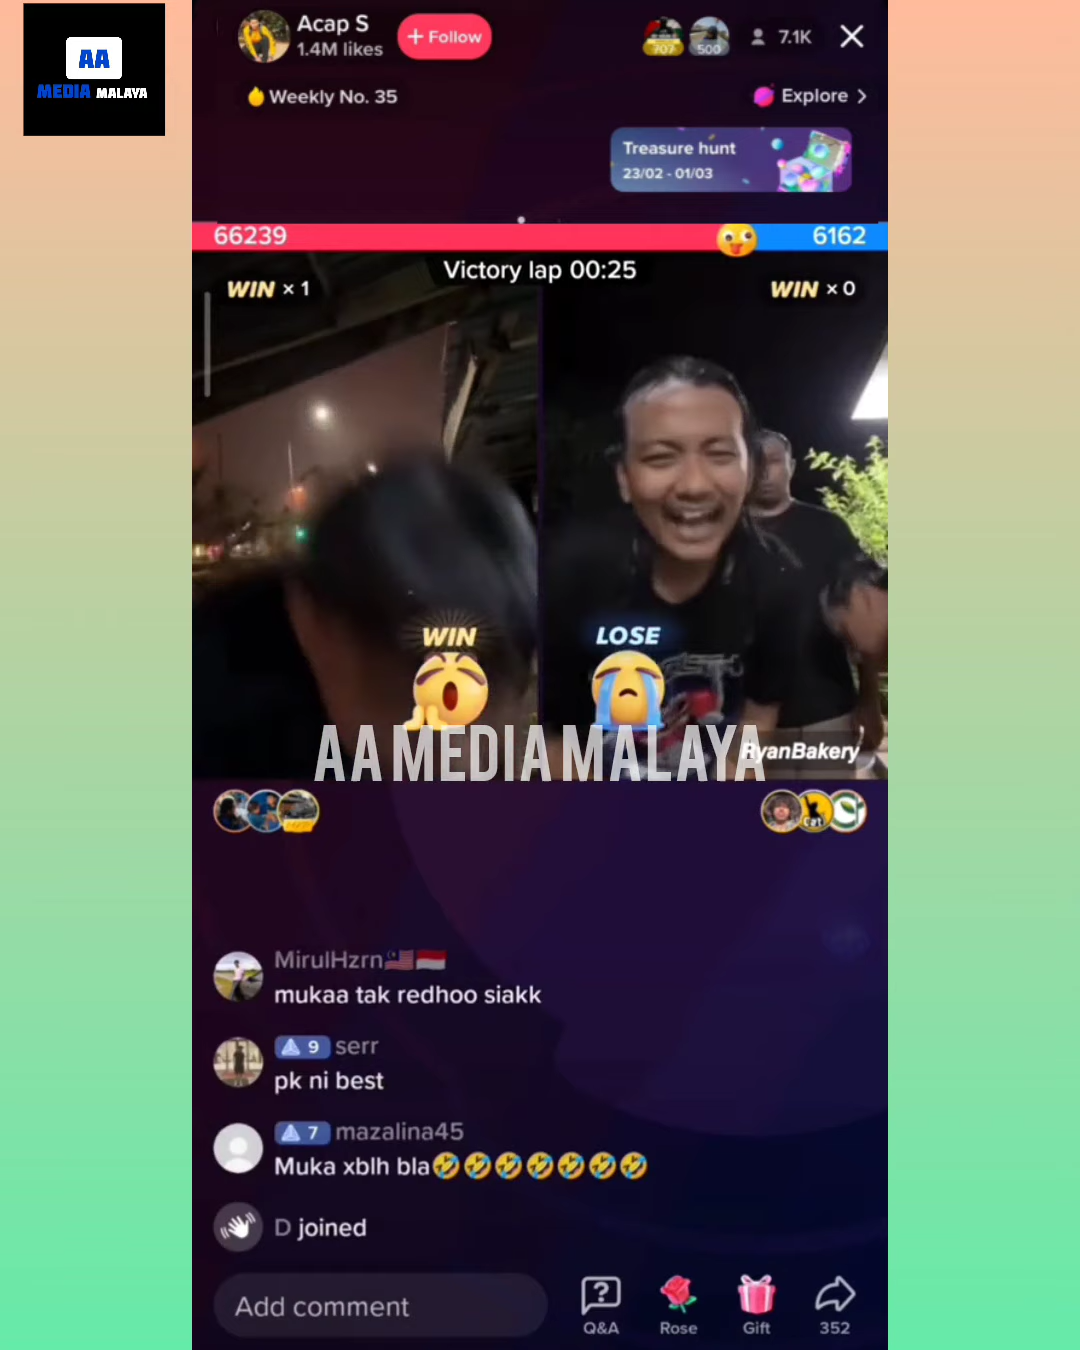 AA
MEDIA MALAYA
Acap S
1.4M likes
+ Follow
707
500
7.1K
Weekly No. 35
Explore >
Treasure hunt
23/02 - 01/03
66239
6162
Victory lap 00:25
WIN × 1
WIN × 0
WIN
LOSE
AA MEDIA MALAYA
RyanBakery
Cat
MirulHzrn🇲🇾🇮🇩
mukaa tak redhoo siakk
9 serr
pk ni best
7 mazalina45
Muka xblh bla🤣🤣🤣🤣🤣🤣🤣
D joined
Add comment
Q&A
Rose
Gift
352